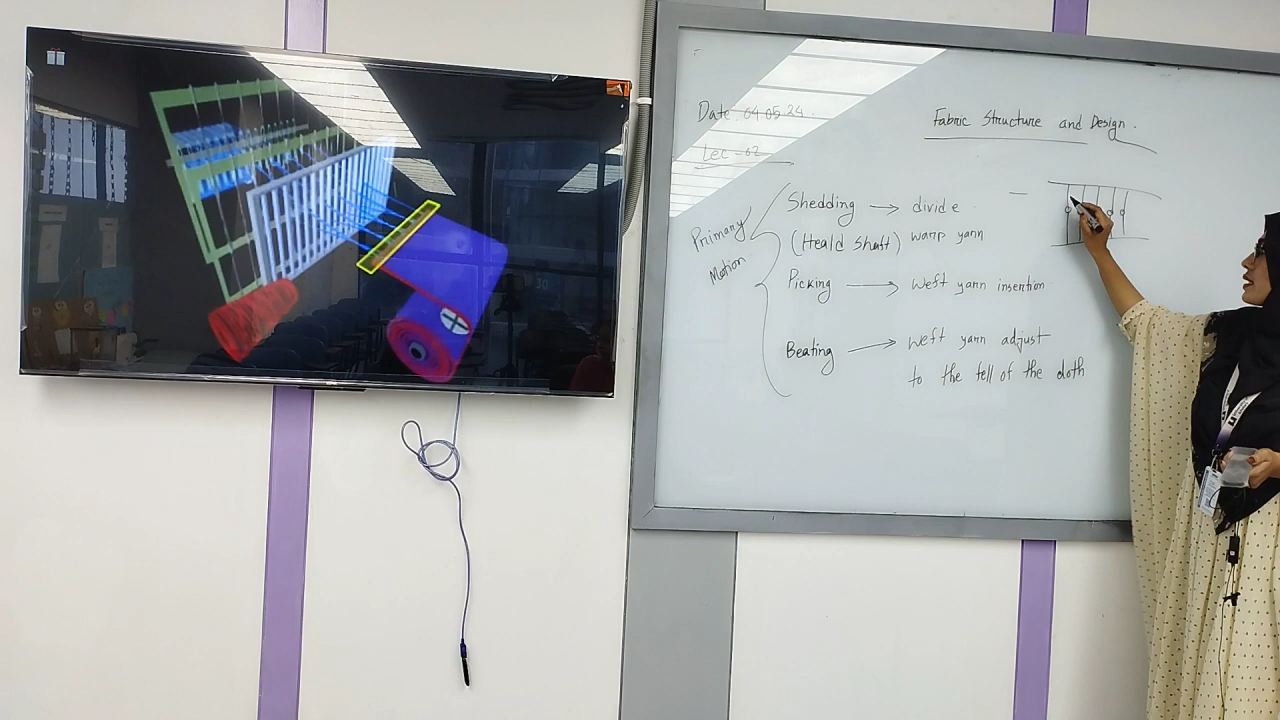 Date : 04.05.24
Fabric Structure and Design.
Lec - 02
Primary
Motion
Shedding → divide
(Heald Shaft) warp yarn
Picking → weft yarn insertion
Beating → weft yarn adjust
to the fell of the cloth